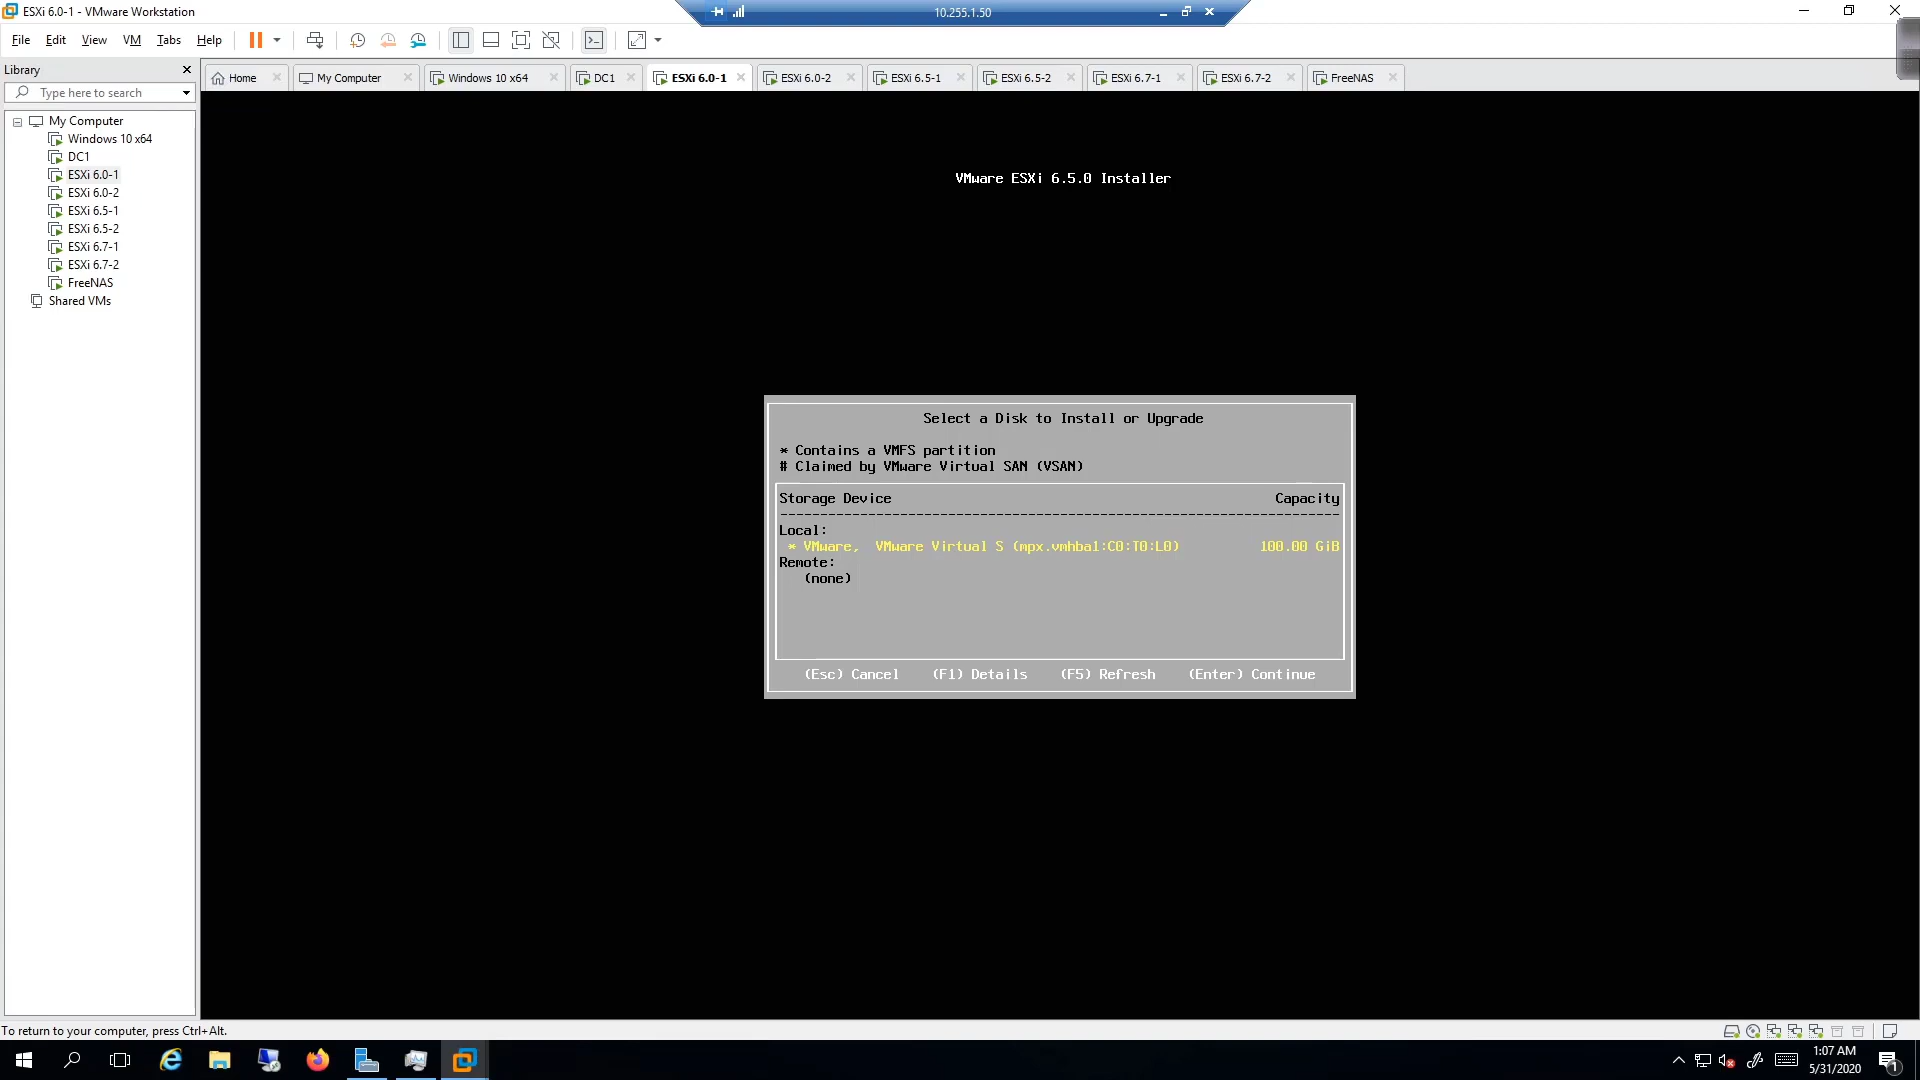 ESXi 6.0-1 - VMware Workstation
10.255.1.50
File Edit View VM Tabs Help
Library
Type here to search
Home
My Computer
Windows 10 x64
DC1
ESXi 6.0-1
ESXi 6.0-2
ESXi 6.5-1
ESXi 6.5-2
ESXi 6.7-1
ESXi 6.7-2
FreeNAS
My Computer
Windows 10 x64
DC1
ESXi 6.0-1
ESXi 6.0-2
ESXi 6.5-1
ESXi 6.5-2
ESXi 6.7-1
ESXi 6.7-2
FreeNAS
Shared VMs
VMware ESXi 6.5.0 Installer
Select a Disk to Install or Upgrade
* Contains a VMFS partition
# Claimed by VMware Virtual SAN (VSAN)
Storage Device Capacity
--------------------------------------------------------------------
Local:
* VMware, VMware Virtual S (mpx.vmhba1:C0:T0:L0) 100.00 GiB
Remote:
(none)
(Esc) Cancel (F1) Details (F5) Refresh (Enter) Continue
To return to your computer, press Ctrl+Alt.
1:07 AM
5/31/2020
1